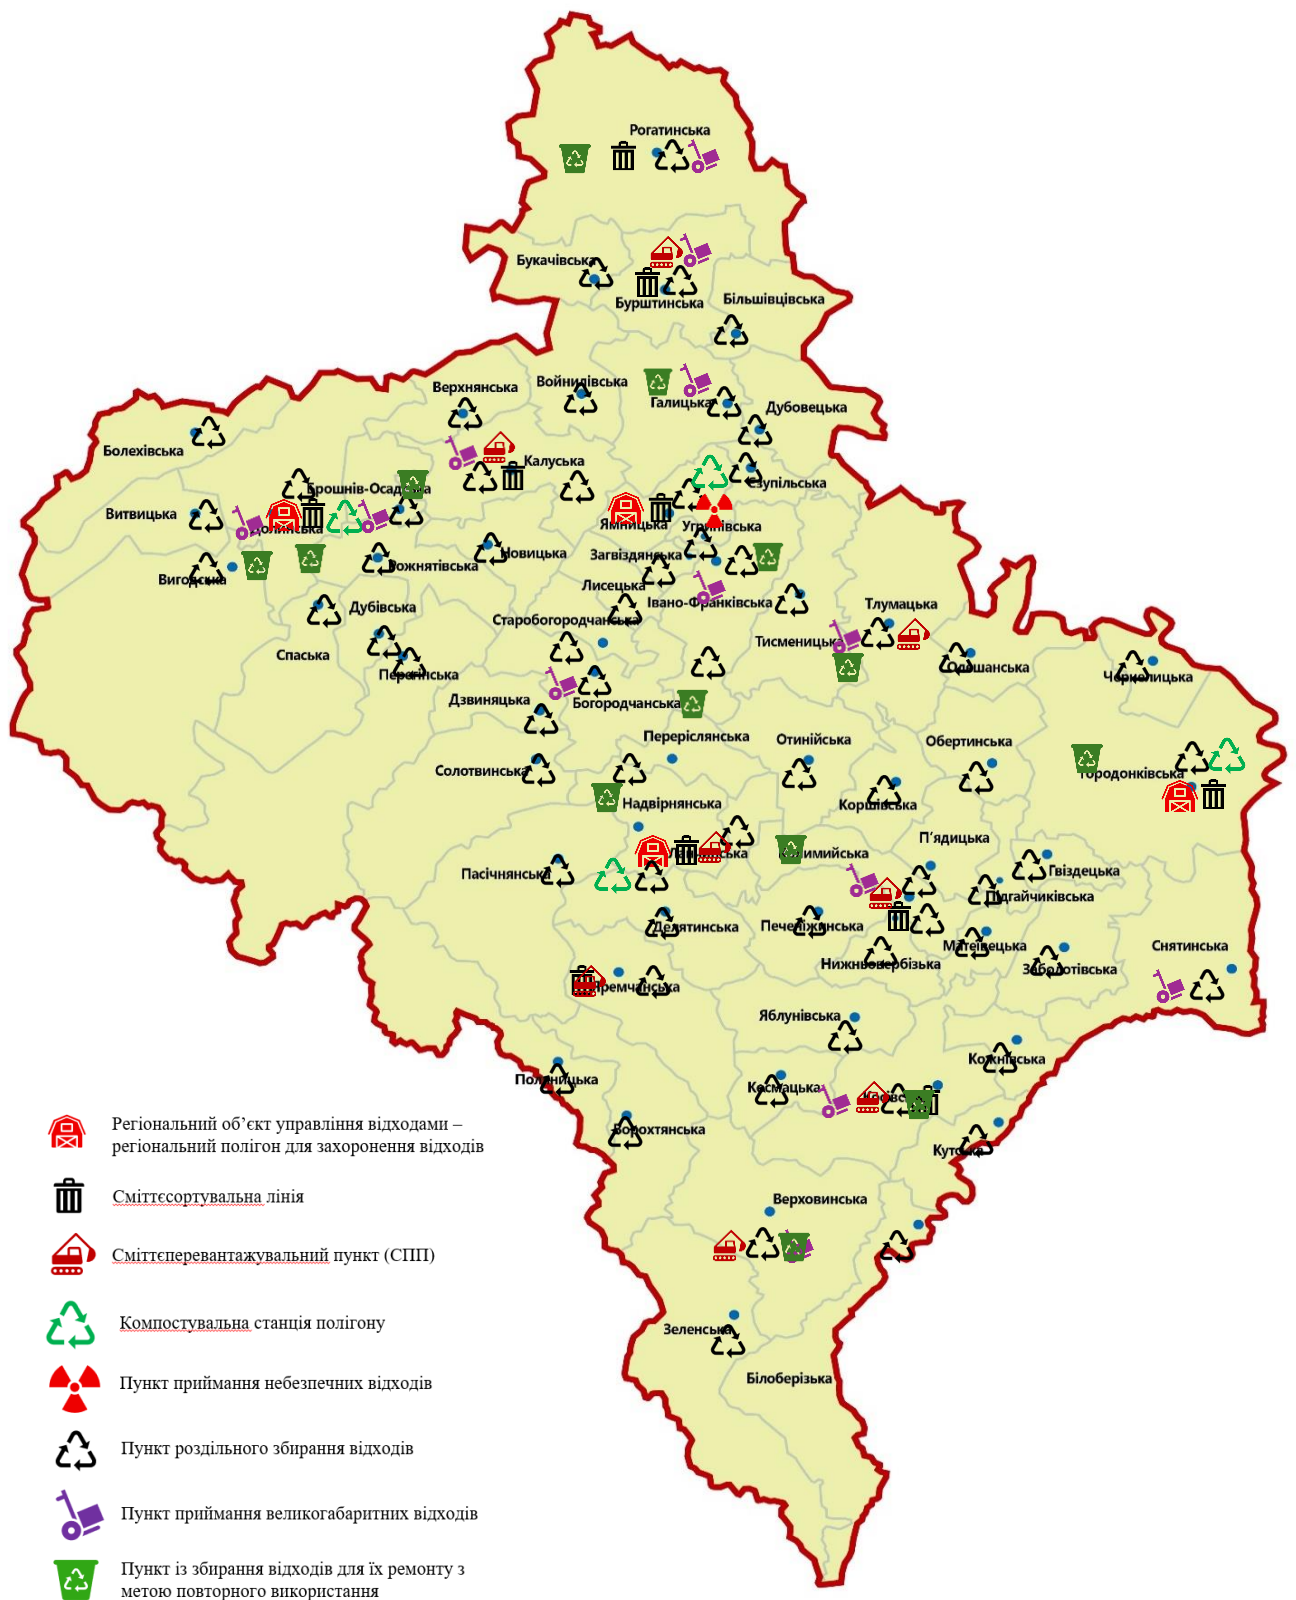 Рогатинська
Букачівська
Бурштинська
Більшівцівська
Верхнянська
Войнилівська
Галицька
Дубовецька
Болехівська
Калуська
Єзупільська
Брошнів-Осадська
Витвицька
Долинська
Ямницька
Угринівська
Загвіздянська
Новицька
Вигодська
Рожнятівська
Лисецька
Івано-Франківська
Дубівська
Старобогородчанська
Тлумацька
Тисменицька
Спаська
Перегінська
Олешанська
Чернелицька
Дзвиняцька
Богородчанська
Переріслянська
Отинійська
Обертинська
Солотвинська
Городонківська
Надвірнянська
Коршівська
П’ядицька
Ланчинська
Коломийська
Пасічнянська
Гвіздецька
Підгайчиківська
Делятинська
Печеніжинська
Матеївецька
Снятинська
Нижньовербізька
Заболотівська
Яремчанська
Яблунівська
Поляницька
Космацька
Косівська
Ворохтянська
Кутська
Верховинська
Зеленська
Білоберізька
Регіональний об’єкт управління відходами –
регіональний полігон для захоронення відходів
Сміттєсортувальна лінія
Сміттєперевантажувальний пункт (СПП)
Компостувальна станція полігону
Пункт приймання небезпечних відходів
Пункт роздільного збирання відходів
Пункт приймання великогабаритних відходів
Пункт із збирання відходів для їх ремонту з
метою повторного використання